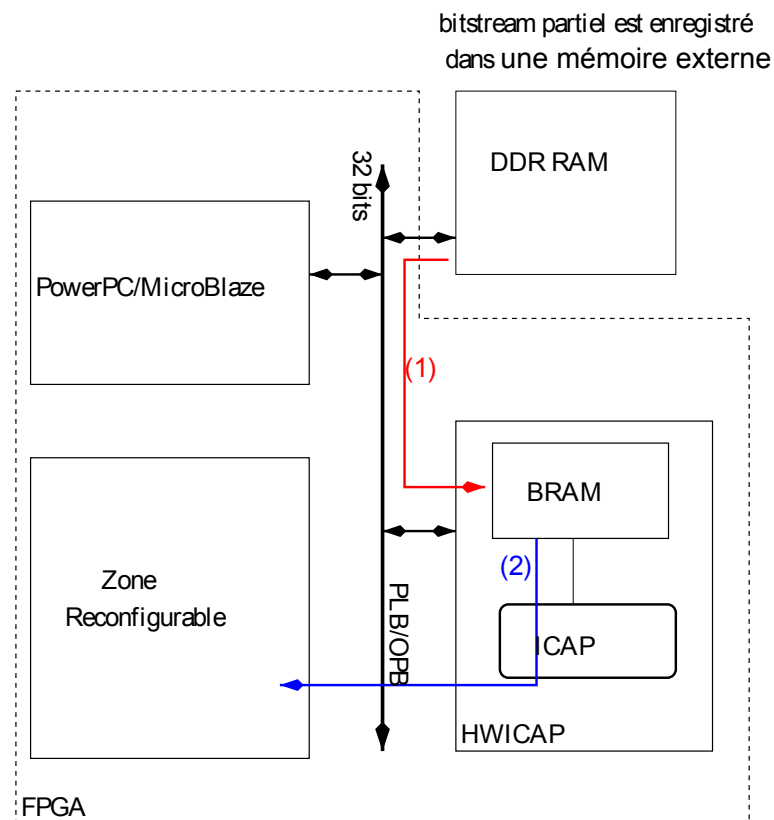 bitstream partiel est enregistré
dans une mémoire externe
DDR RAM
32 bits
PowerPC/MicroBlaze
(1)
BRAM
(2)
Zone
Reconfigurable
PLB/OPB
ICAP
HWICAP
FPGA